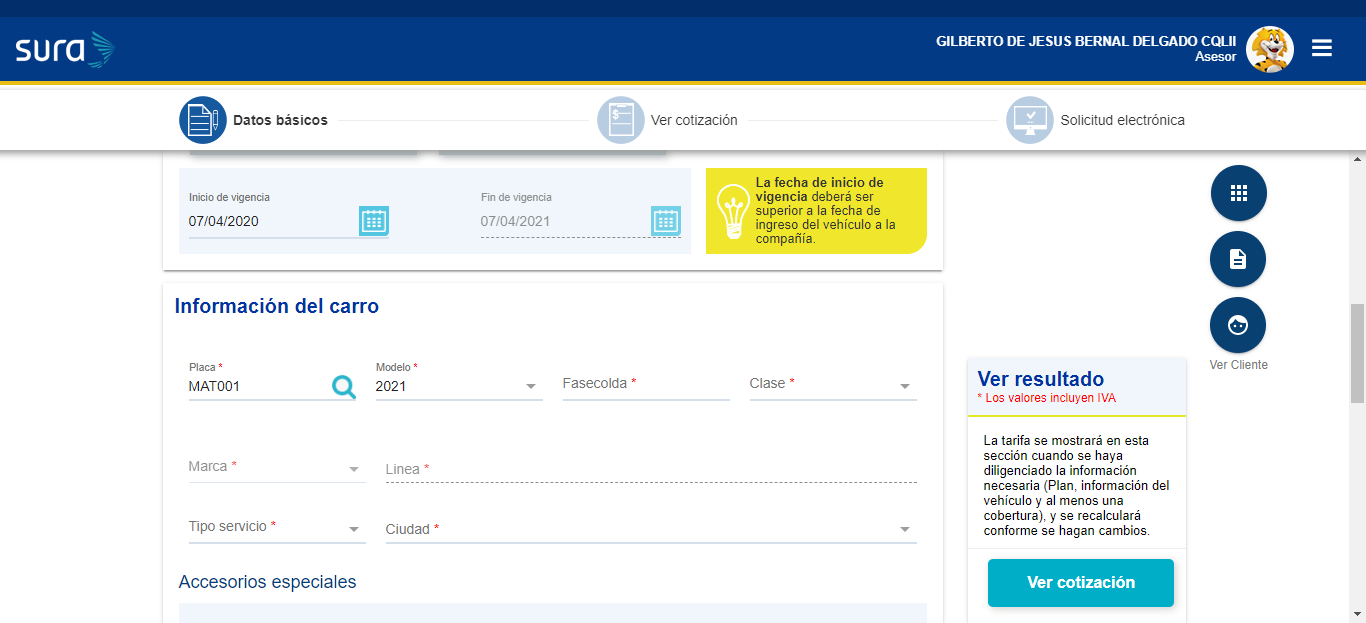 sura
GILBERTO DE JESUS BERNAL DELGADO CQLII
Asesor
Datos básicos
Ver cotización
Solicitud electrónica
Inicio de vigencia
07/04/2020
Fin de vigencia
07/04/2021
La fecha de inicio de
vigencia deberá ser
superior a la fecha de
ingreso del vehículo a la
compañía.
Ver Cliente
Información del carro
Placa *
MAT001
Modelo *
2021
Fasecolda *
Clase *
Marca *
Linea *
Tipo servicio *
Ciudad *
Accesorios especiales
Ver resultado
* Los valores incluyen IVA
La tarifa se mostrará en esta
sección cuando se haya
diligenciado la información
necesaria (Plan, información del
vehículo y al menos una
cobertura), y se recalculará
conforme se hagan cambios.
Ver cotización